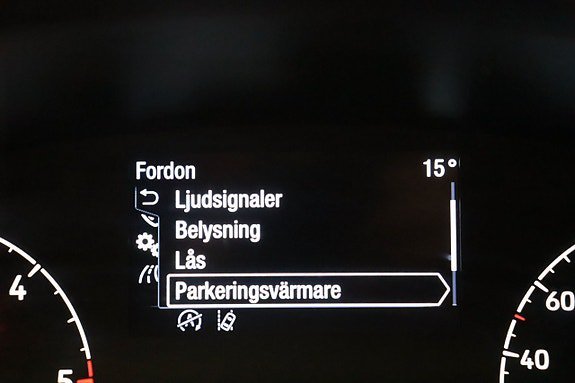 Fordon 15°
Ljudsignaler
Belysning
Lås
Parkeringsvärmare
4
5
60
40